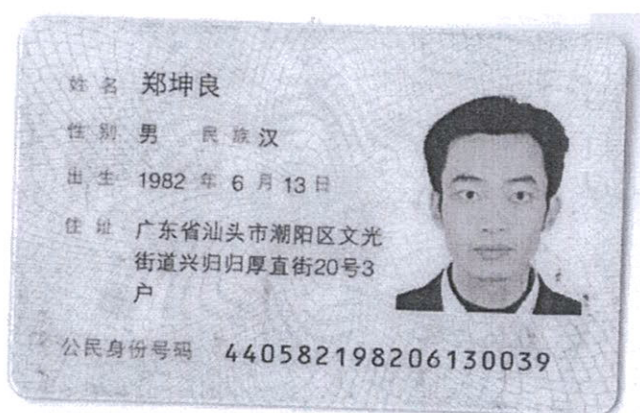 姓名 郑坤良
性别 男 民族 汉
出生 1982 年 6 月 13 日
住址 广东省汕头市潮阳区文光
街道兴归归厚直街20号3
户
公民身份号码 440582198206130039